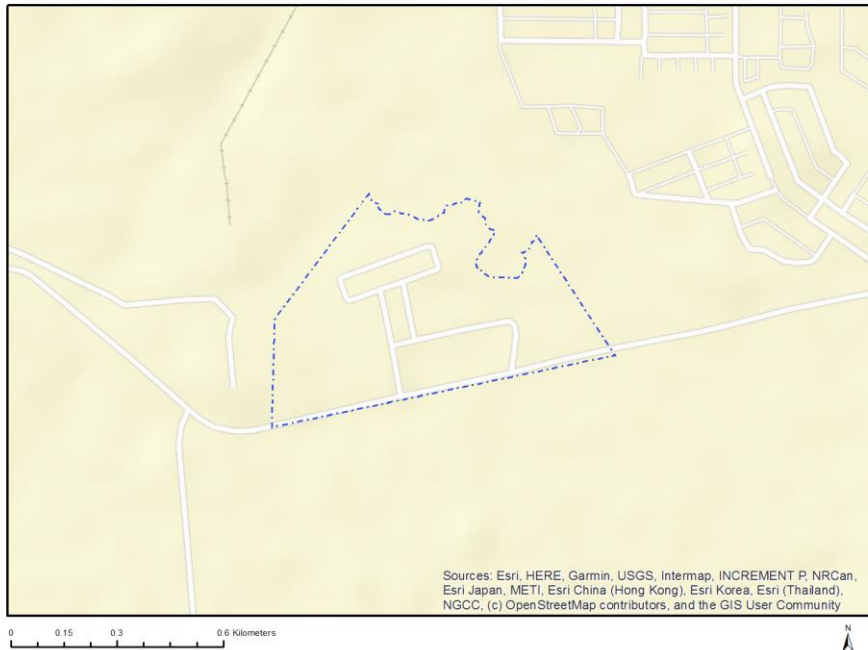 Sources: Esri, HERE, Garmin, USGS, Intermap, INCREMENT P, NRCan,
Esri Japan, METI, Esri China (Hong Kong), Esri Korea, Esri (Thailand),
NGCC, (c) OpenStreetMap contributors, and the GIS User Community
0 0.15 0.3 0.6 Kilometers
N